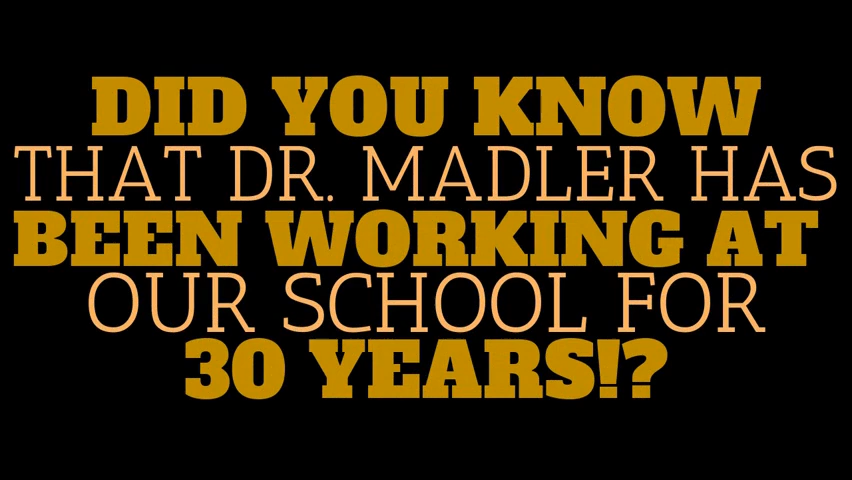 DID YOU KNOW
THAT DR. MADLER HAS
BEEN WORKING AT
OUR SCHOOL FOR
30 YEARS!?